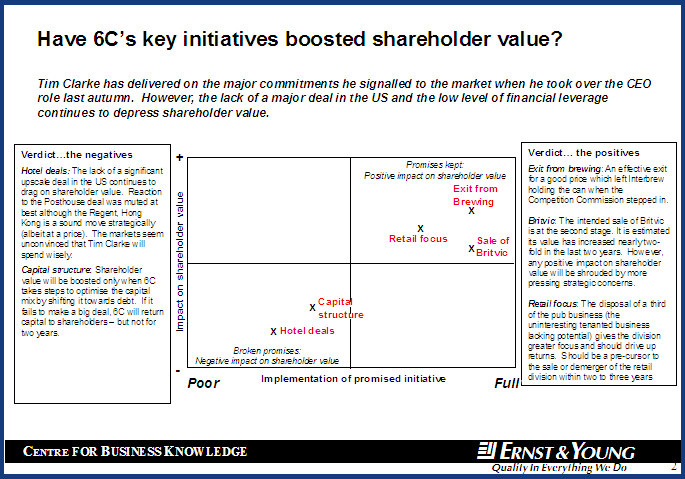 Have 6C's key initiatives boosted shareholder value?
Tim Clarke has delivered on the major commitments he signalled to the market when he took over the CEO
role last autumn. However, the lack of a major deal in the US and the low level of financial leverage
continues to depress shareholder value.
Verdict…the negatives
Hotel deals: The lack of a significant
upscale deal in the US continues to
drag on shareholder value. Reaction
to the Posthouse deal was muted at
best although the Regent, Hong
Kong is a sound move strategically
(albeit at a price). The markets seem
unconvinced that Tim Clarke will
spend wisely.
Capital structure: Shareholder
value will be boosted only when 6C
takes steps to optimise the capital
mix by shifting it towards debt. If it
fails to make a big deal, 6C will return
capital to shareholders – but not for
two years.
+
Impact on shareholder value
-
Promises kept:
Positive impact on shareholder value
Exit from
Brewing
X
X
Retail focus
X
Sale of
Britvic
X
Capital
structure
X
Hotel deals
Broken promises:
Negative impact on shareholder value
Poor
Implementation of promised initiative
Full
Verdict… the positives
Exit from brewing: An effective exit
for a good price which left Interbrew
holding the can when the
Competition Commission stepped in.
Britvic: The intended sale of Britvic
is at the second stage. It is estimated
its value has increased nearly two-
fold in the last two years. However,
any positive impact on shareholder
value will be shrouded by more
pressing strategic concerns.
Retail focus: The disposal of a third
of the pub business (the
uninteresting tenanted business
lacking potential) gives the division
greater focus and should drive up
returns. Should be a pre-cursor to
the sale or demerger of the retail
division within two to three years
CENTRE FOR BUSINESS KNOWLEDGE
ERNST & YOUNG
Quality In Everything We Do
2